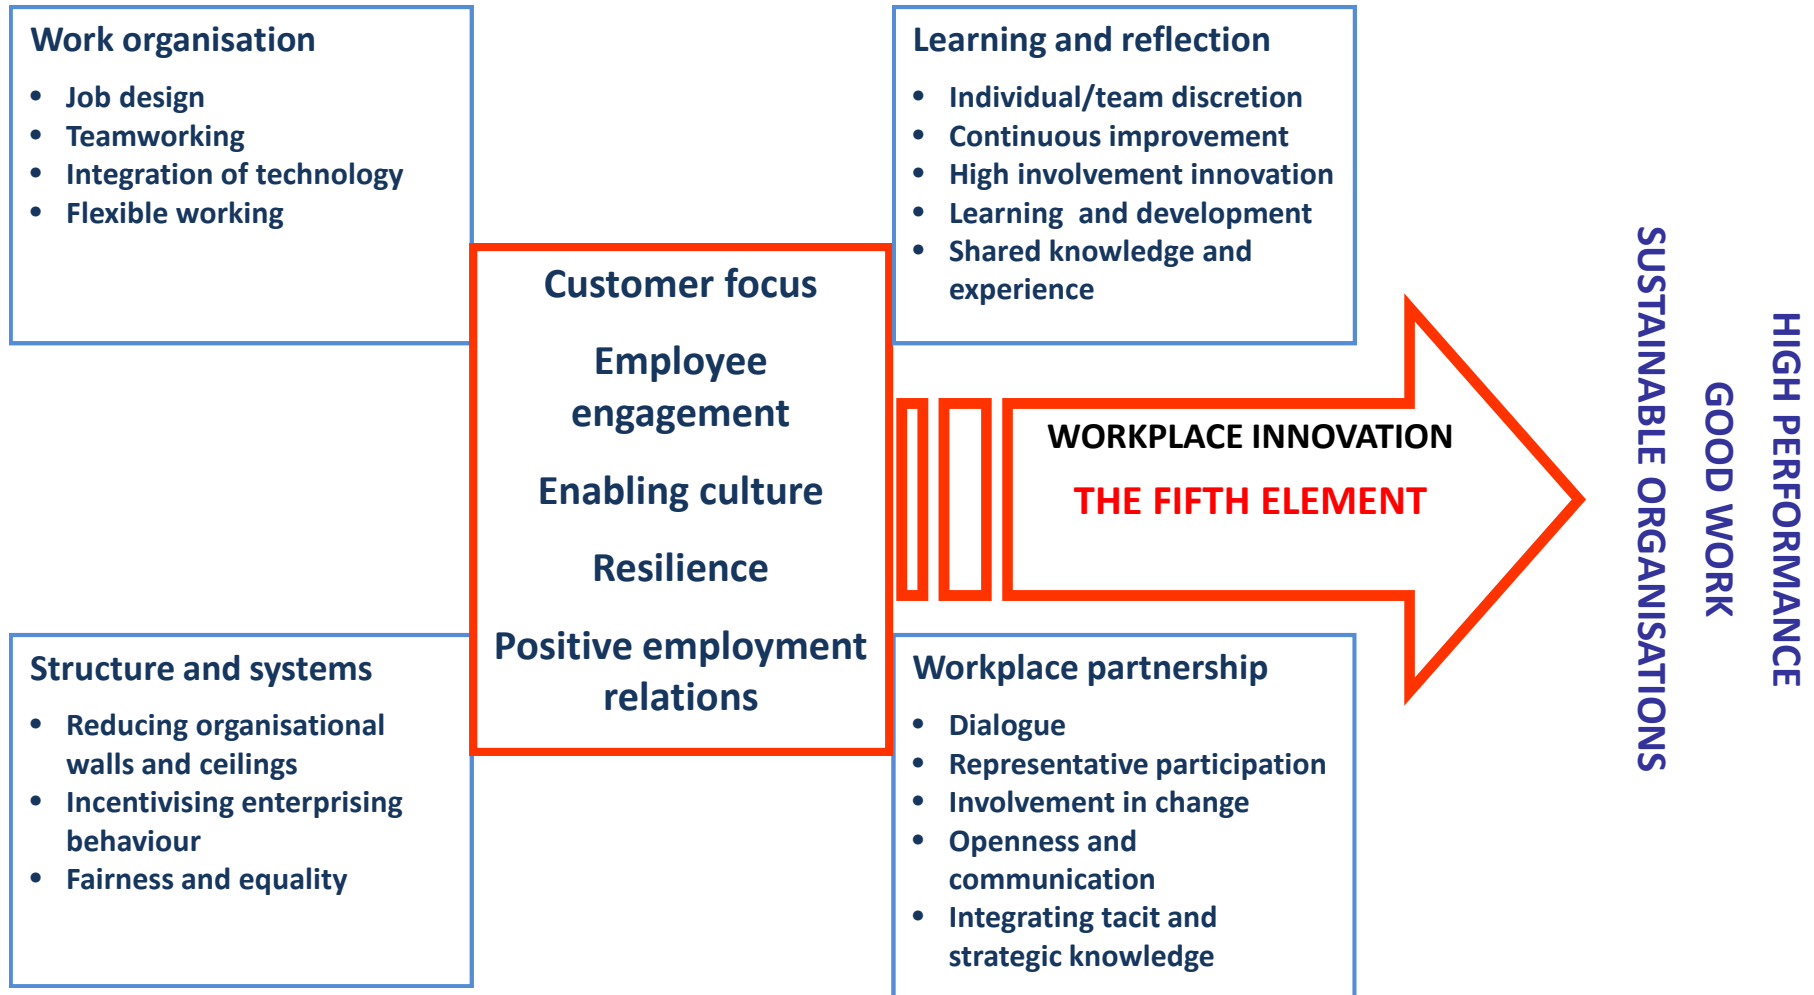 Work organisation
• Job design
• Teamworking
• Integration of technology
• Flexible working
Learning and reflection
• Individual/team discretion
• Continuous improvement
• High involvement innovation
• Learning and development
• Shared knowledge and
experience
Customer focus
Employee
engagement
Enabling culture
Resilience
Positive employment
relations
WORKPLACE INNOVATION
THE FIFTH ELEMENT
Structure and systems
• Reducing organisational
walls and ceilings
• Incentivising enterprising
behaviour
• Fairness and equality
Workplace partnership
• Dialogue
• Representative participation
• Involvement in change
• Openness and
communication
• Integrating tacit and
strategic knowledge
HIGH PERFORMANCE
GOOD WORK
SUSTAINABLE ORGANISATIONS